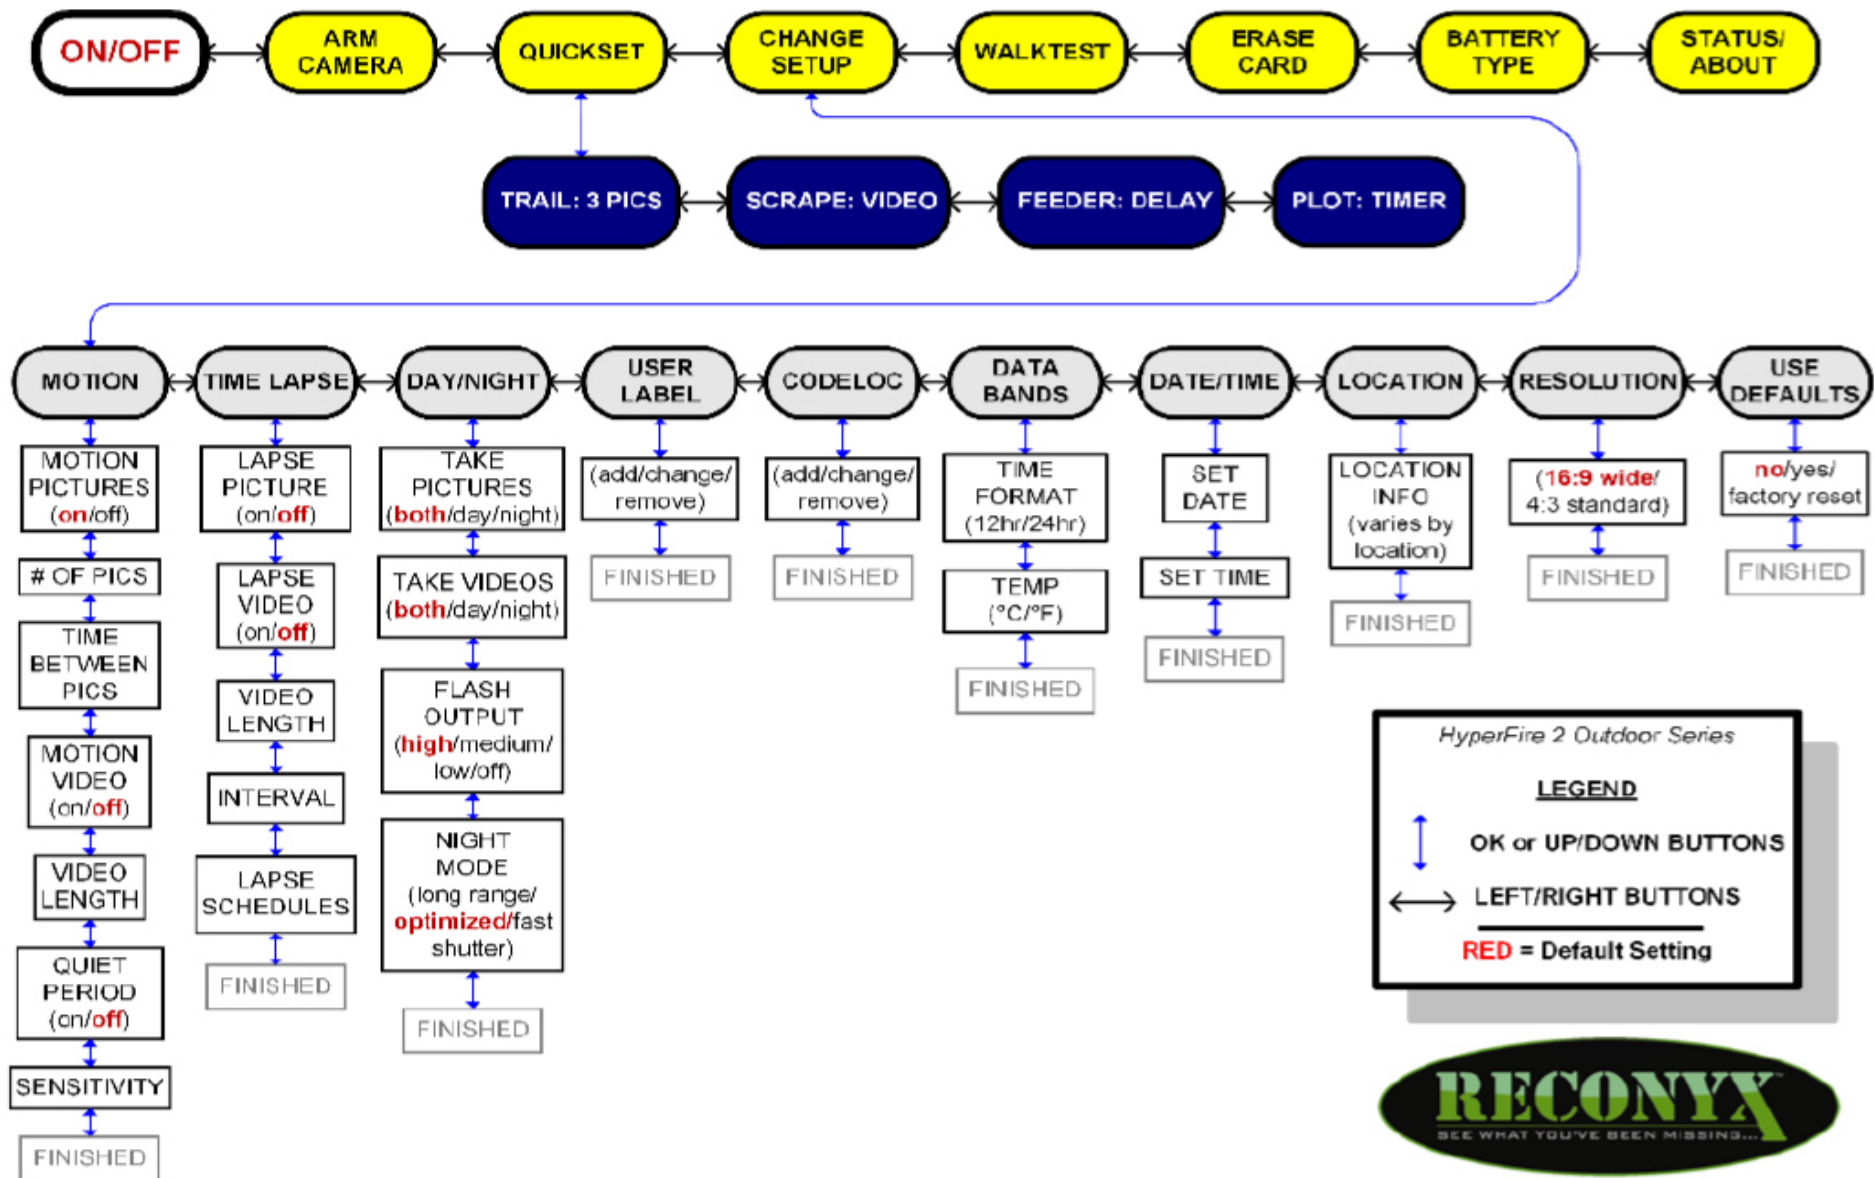 ON/OFF
ARM
CAMERA
QUICKSET
CHANGE
SETUP
WALKTEST
ERASE
CARD
BATTERY
TYPE
STATUS/
ABOUT
TRAIL: 3 PICS
SCRAPE: VIDEO
FEEDER: DELAY
PLOT: TIMER
MOTION
TIME LAPSE
DAY/NIGHT
USER
LABEL
CODELOC
DATA
BANDS
DATE/TIME
LOCATION
RESOLUTION
USE
DEFAULTS
MOTION
PICTURES
(on/off)
# OF PICS
TIME
BETWEEN
PICS
MOTION
VIDEO
(on/off)
VIDEO
LENGTH
QUIET
PERIOD
(on/off)
SENSITIVITY
FINISHED
LAPSE
PICTURE
(on/off)
LAPSE
VIDEO
(on/off)
VIDEO
LENGTH
INTERVAL
LAPSE
SCHEDULES
FINISHED
TAKE
PICTURES
(both/day/night)
TAKE VIDEOS
(both/day/night)
FLASH
OUTPUT
(high/medium/
low/off)
NIGHT
MODE
(long range/
optimized/fast
shutter)
FINISHED
(add/change/
remove)
FINISHED
(add/change/
remove)
FINISHED
TIME
FORMAT
(12hr/24hr)
TEMP
(°C/°F)
FINISHED
SET
DATE
SET TIME
FINISHED
LOCATION
INFO
(varies by
location)
FINISHED
(16:9 wide/
4:3 standard)
FINISHED
no/yes/
factory reset
FINISHED
HyperFire 2 Outdoor Series
LEGEND
OK or UP/DOWN BUTTONS
LEFT/RIGHT BUTTONS
RED = Default Setting
RECONYX
SEE WHAT YOU'VE BEEN MISSING...